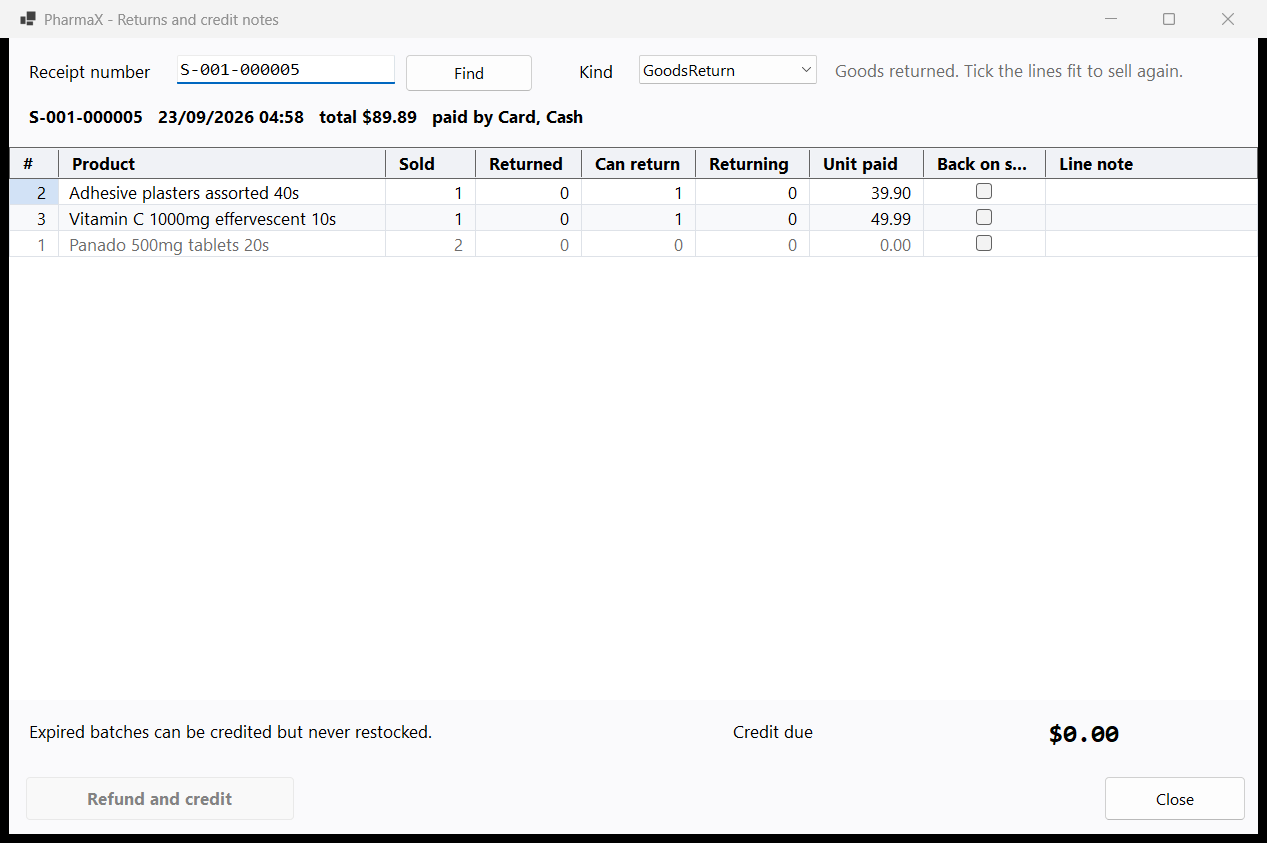 PharmaX - Returns and credit notes
Receipt number S-001-000005 Find Kind GoodsReturn Goods returned. Tick the lines fit to sell again.
S-001-000005 23/09/2026 04:58 total $89.89 paid by Card, Cash
# Product Sold Returned Can return Returning Unit paid Back on s... Line note
2 Adhesive plasters assorted 40s 1 0 1 0 39.90
3 Vitamin C 1000mg effervescent 10s 1 0 1 0 49.99
1 Panado 500mg tablets 20s 2 0 0 0 0.00
Expired batches can be credited but never restocked. Credit due $0.00
Refund and credit Close